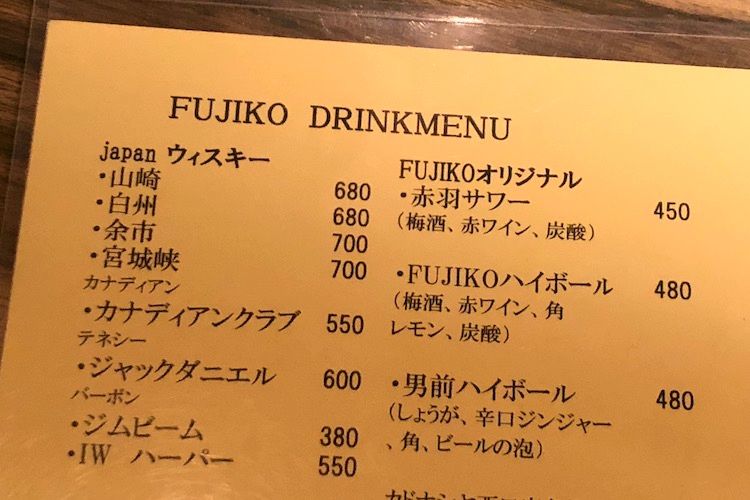 FUJIKO DRINKMENU
japan ウィスキー
・山崎 680
・白州 680
・余市 700
・宮城峡 700
カナディアン
・カナディアンクラブ 550
テネシー
・ジャックダニエル 600
バーボン
・ジムビーム 380
・IW ハーパー 550
FUJIKOオリジナル
・赤羽サワー 450
(梅酒、赤ワイン、炭酸)
・FUJIKOハイボール 480
(梅酒、赤ワイン、角
レモン、炭酸)
・男前ハイボール 480
(しょうが、辛口ジンジャー
、角、ビールの泡)